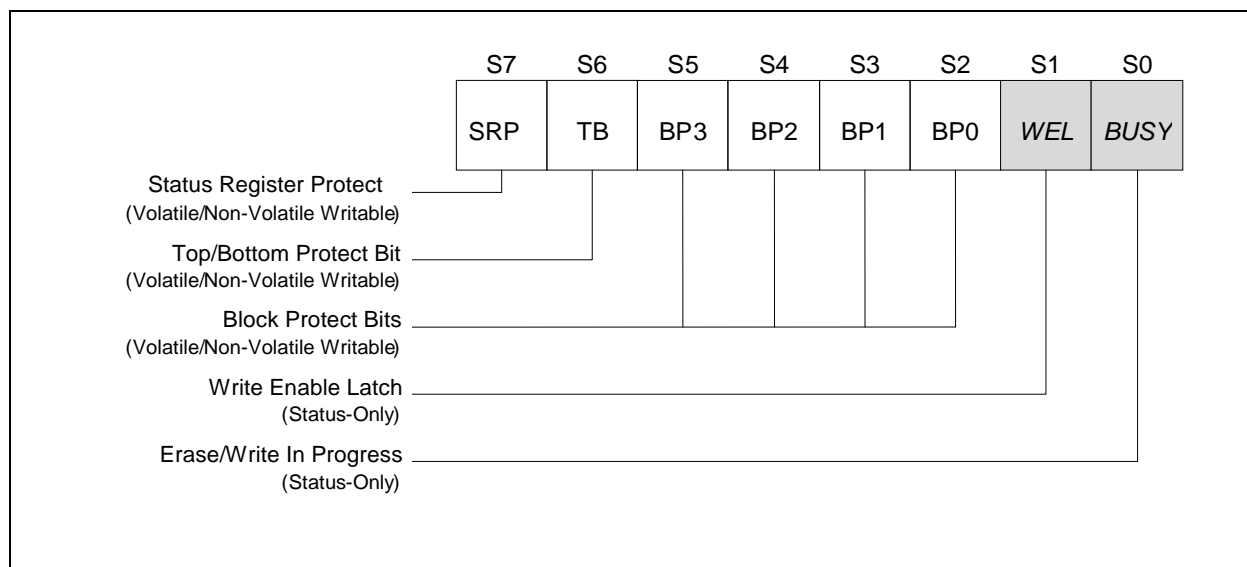 S7 S6 S5 S4 S3 S2 S1 S0
SRP TB BP3 BP2 BP1 BP0 WEL BUSY
Status Register Protect
(Volatile/Non-Volatile Writable)
Top/Bottom Protect Bit
(Volatile/Non-Volatile Writable)
Block Protect Bits
(Volatile/Non-Volatile Writable)
Write Enable Latch
(Status-Only)
Erase/Write In Progress
(Status-Only)